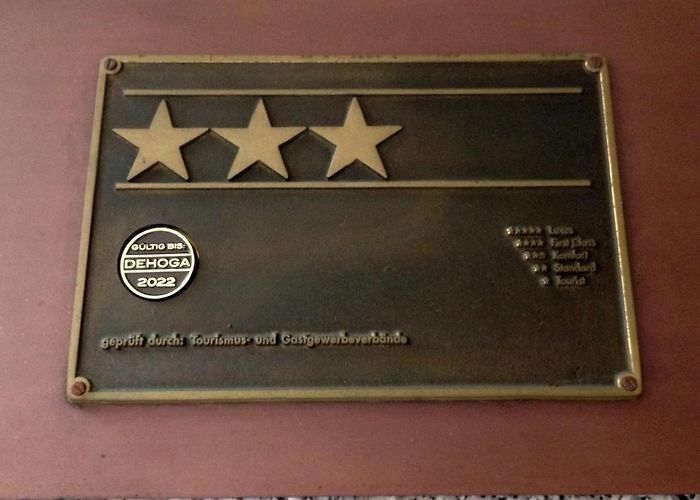 GÜLTIG BIS:
DEHOGA
2022
★★★★★ Luxus
★★★★ First Class
★★★ Komfort
★★ Standard
★ Tourist
geprüft durch: Tourismus- und Gastgewerbeverbände